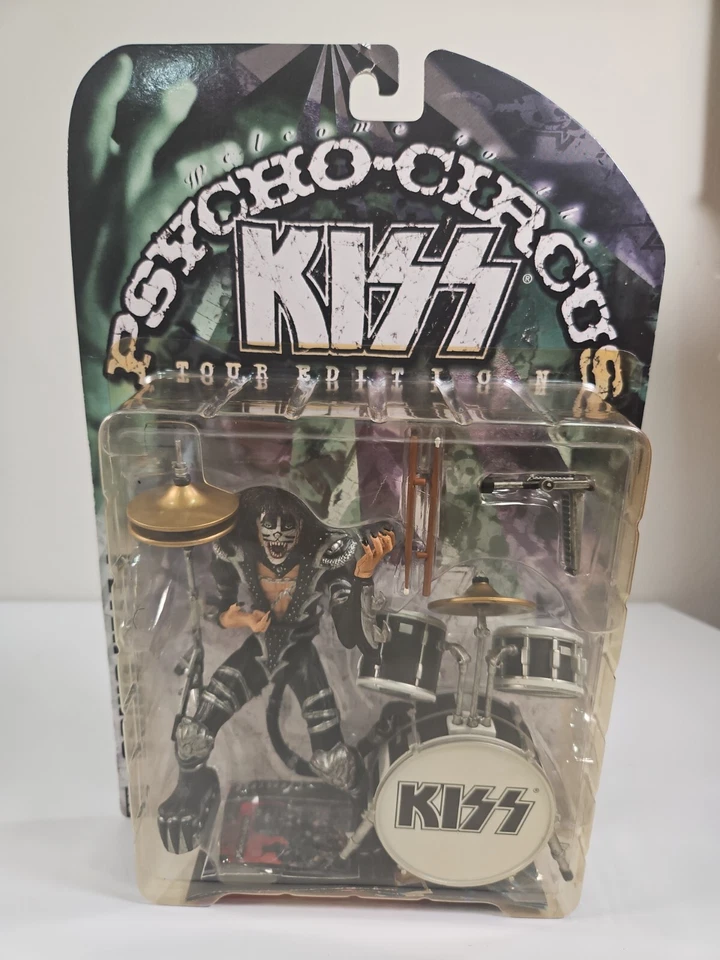 Welcome to the
PSYCHO-CIRCUS
KISS®
TOUR EDITION
KISS®